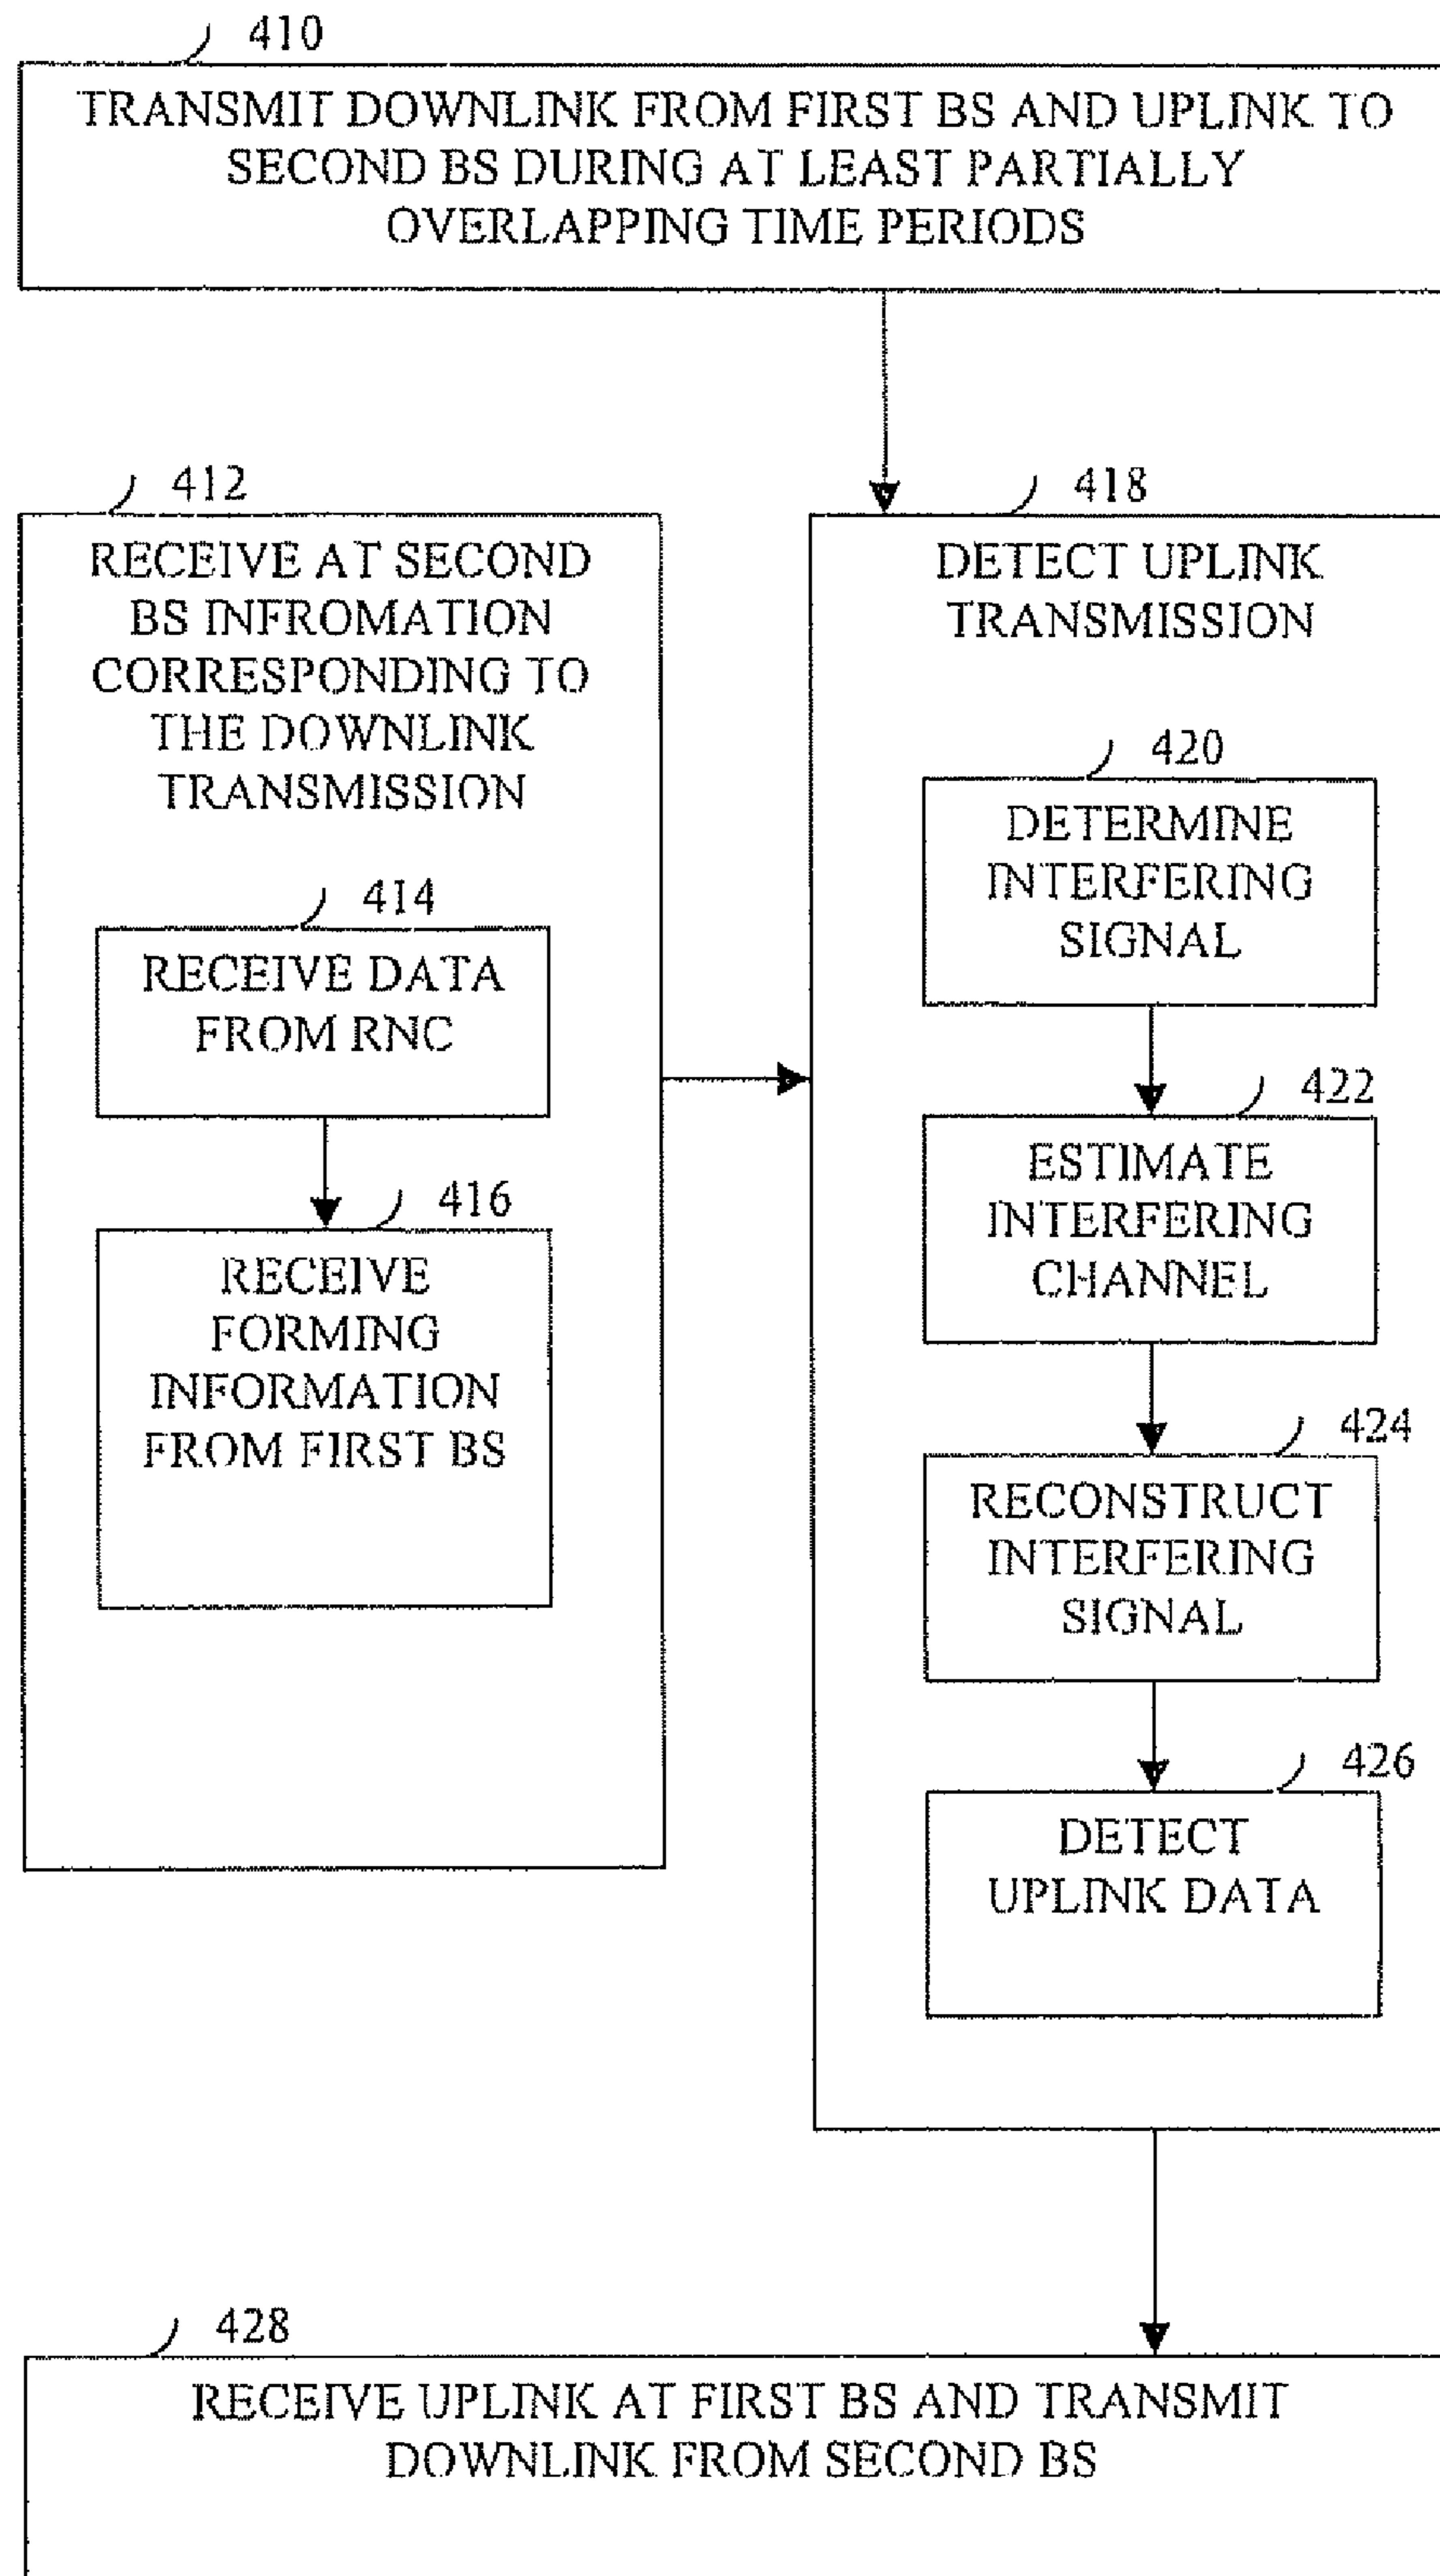 410
TRANSMIT DOWNLINK FROM FIRST BS AND UPLINK TO
SECOND BS DURING AT LEAST PARTIALLY
OVERLAPPING TIME PERIODS
412
RECEIVE AT SECOND
BS INFROMATION
CORRESPONDING TO
THE DOWNLINK
TRANSMISSION
414
RECEIVE DATA
FROM RNC
416
RECEIVE
FORMING
INFORMATION
FROM FIRST BS
418
DETECT UPLINK
TRANSMISSION
420
DETERMINE
INTERFERING
SIGNAL
422
ESTIMATE
INTERFERING
CHANNEL
424
RECONSTRUCT
INTERFERING
SIGNAL
426
DETECT
UPLINK DATA
428
RECEIVE UPLINK AT FIRST BS AND TRANSMIT
DOWNLINK FROM SECOND BS